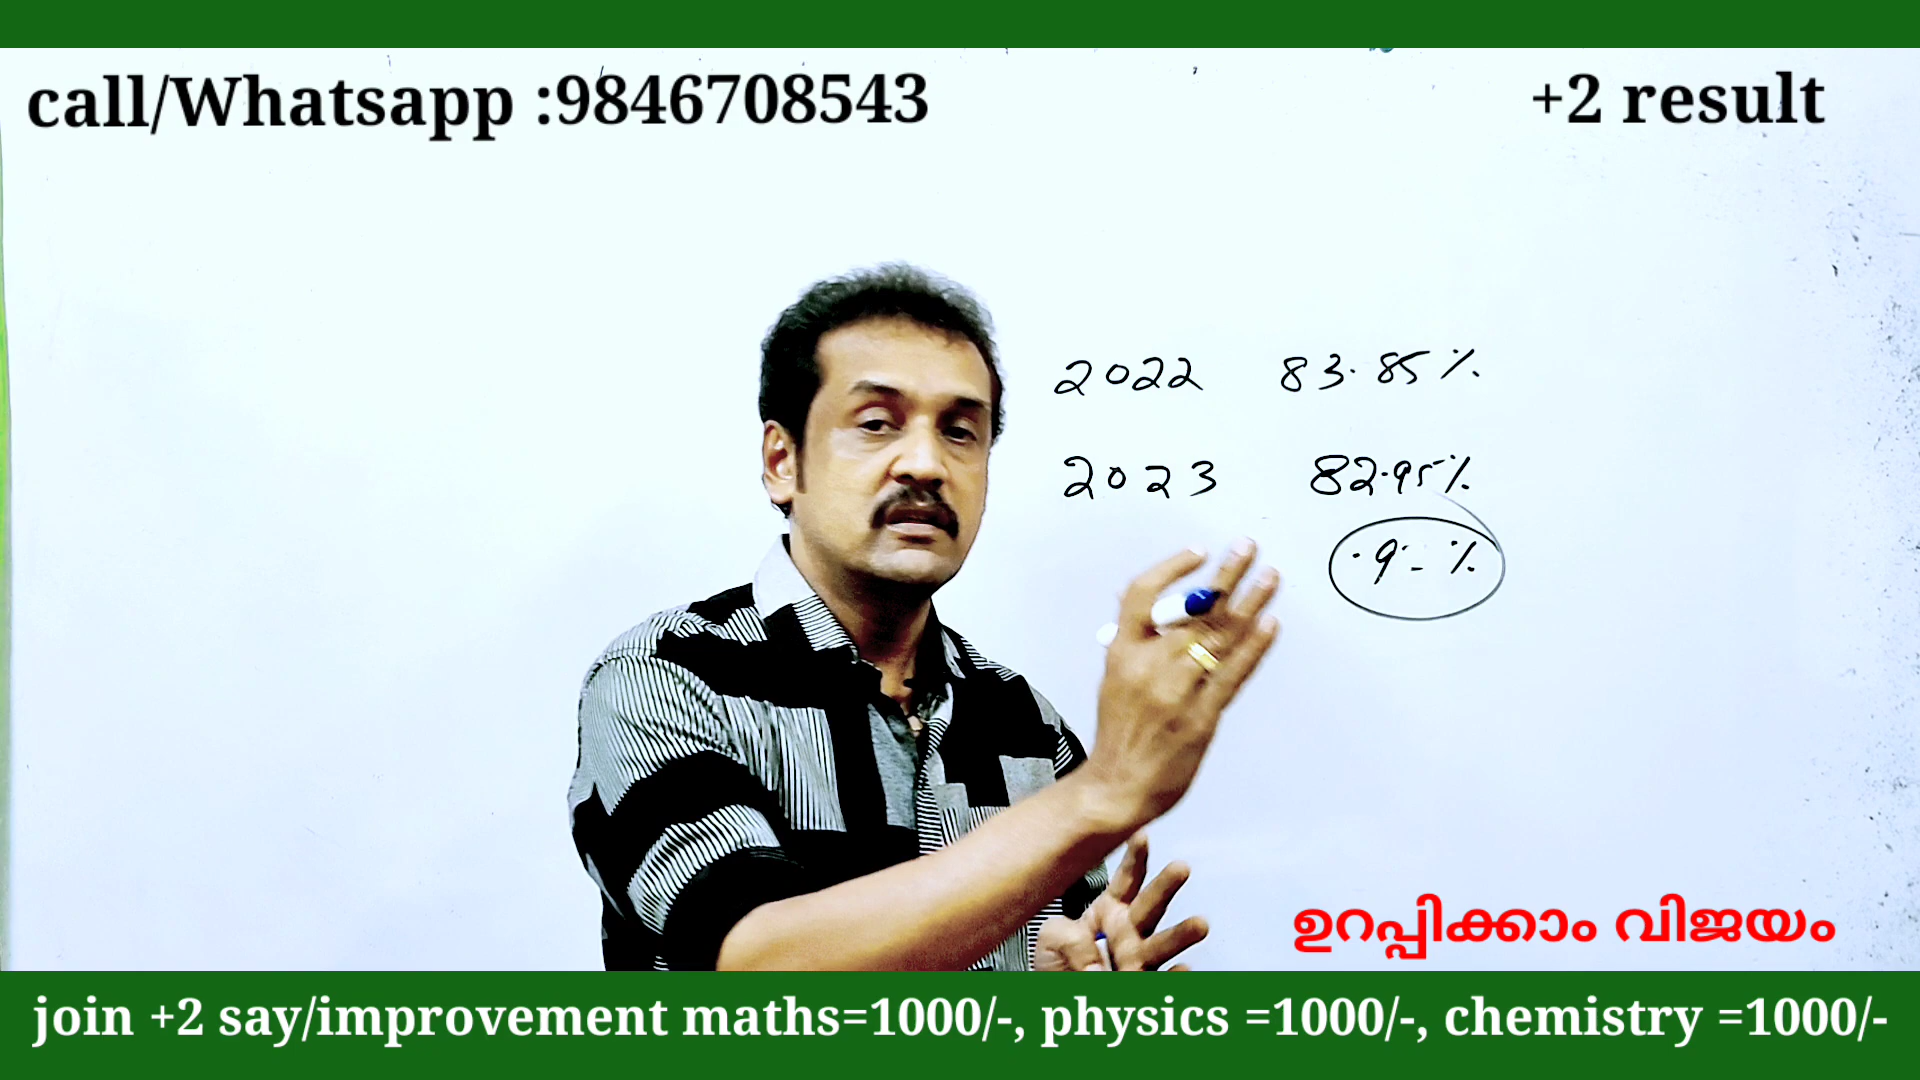 call/Whatsapp :9846708543
+2 result
2022 83.85%
2023 82.95%
.9- %
ഉറപ്പിക്കാം വിജയം
join +2 say/improvement maths=1000/-, physics =1000/-, chemistry =1000/-